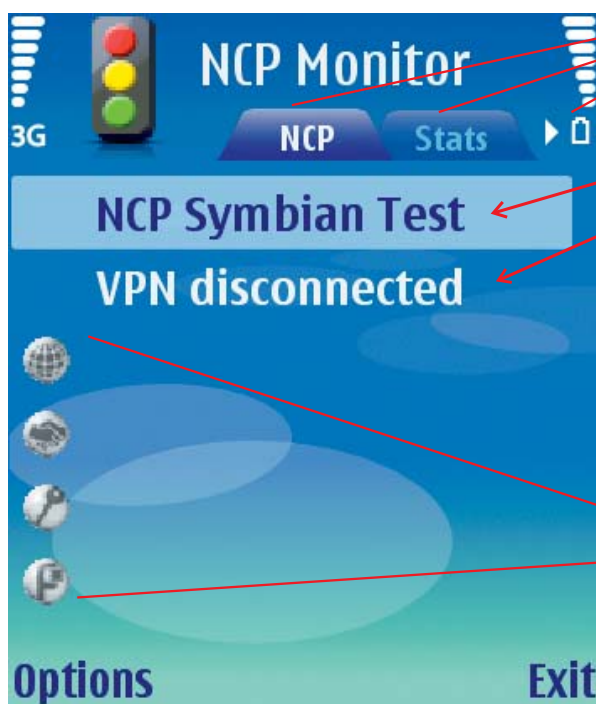 NCP Monitor
3G
NCP Stats
NCP Symbian Test
VPN disconnected
Options Exit